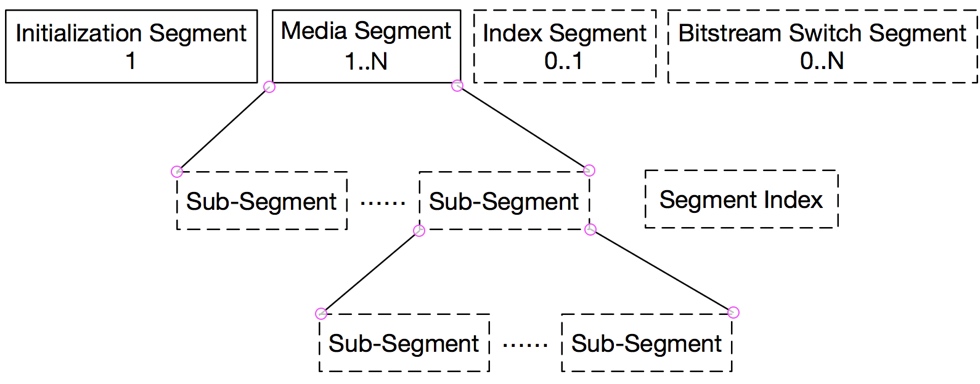 Initialization Segment
1
Media Segment
1..N
Index Segment
0..1
Bitstream Switch Segment
0..N
Sub-Segment ...... Sub-Segment
Segment Index
Sub-Segment ...... Sub-Segment